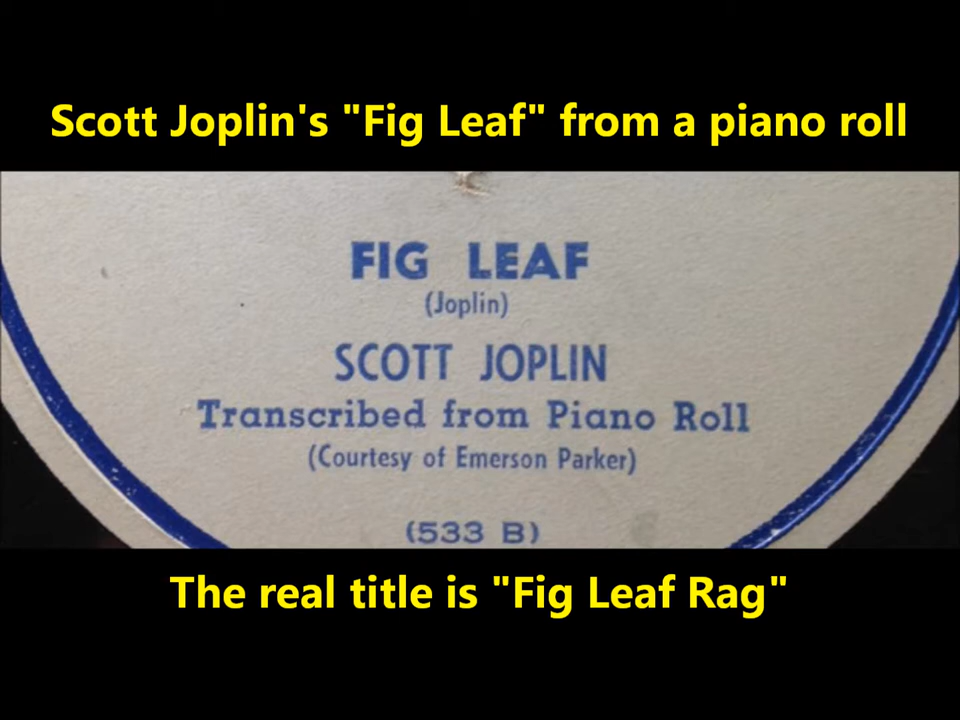 Scott Joplin's "Fig Leaf" from a piano roll
FIG LEAF
(Joplin)
SCOTT JOPLIN
Transcribed from Piano Roll
(Courtesy of Emerson Parker)
(533 B)
The real title is "Fig Leaf Rag"